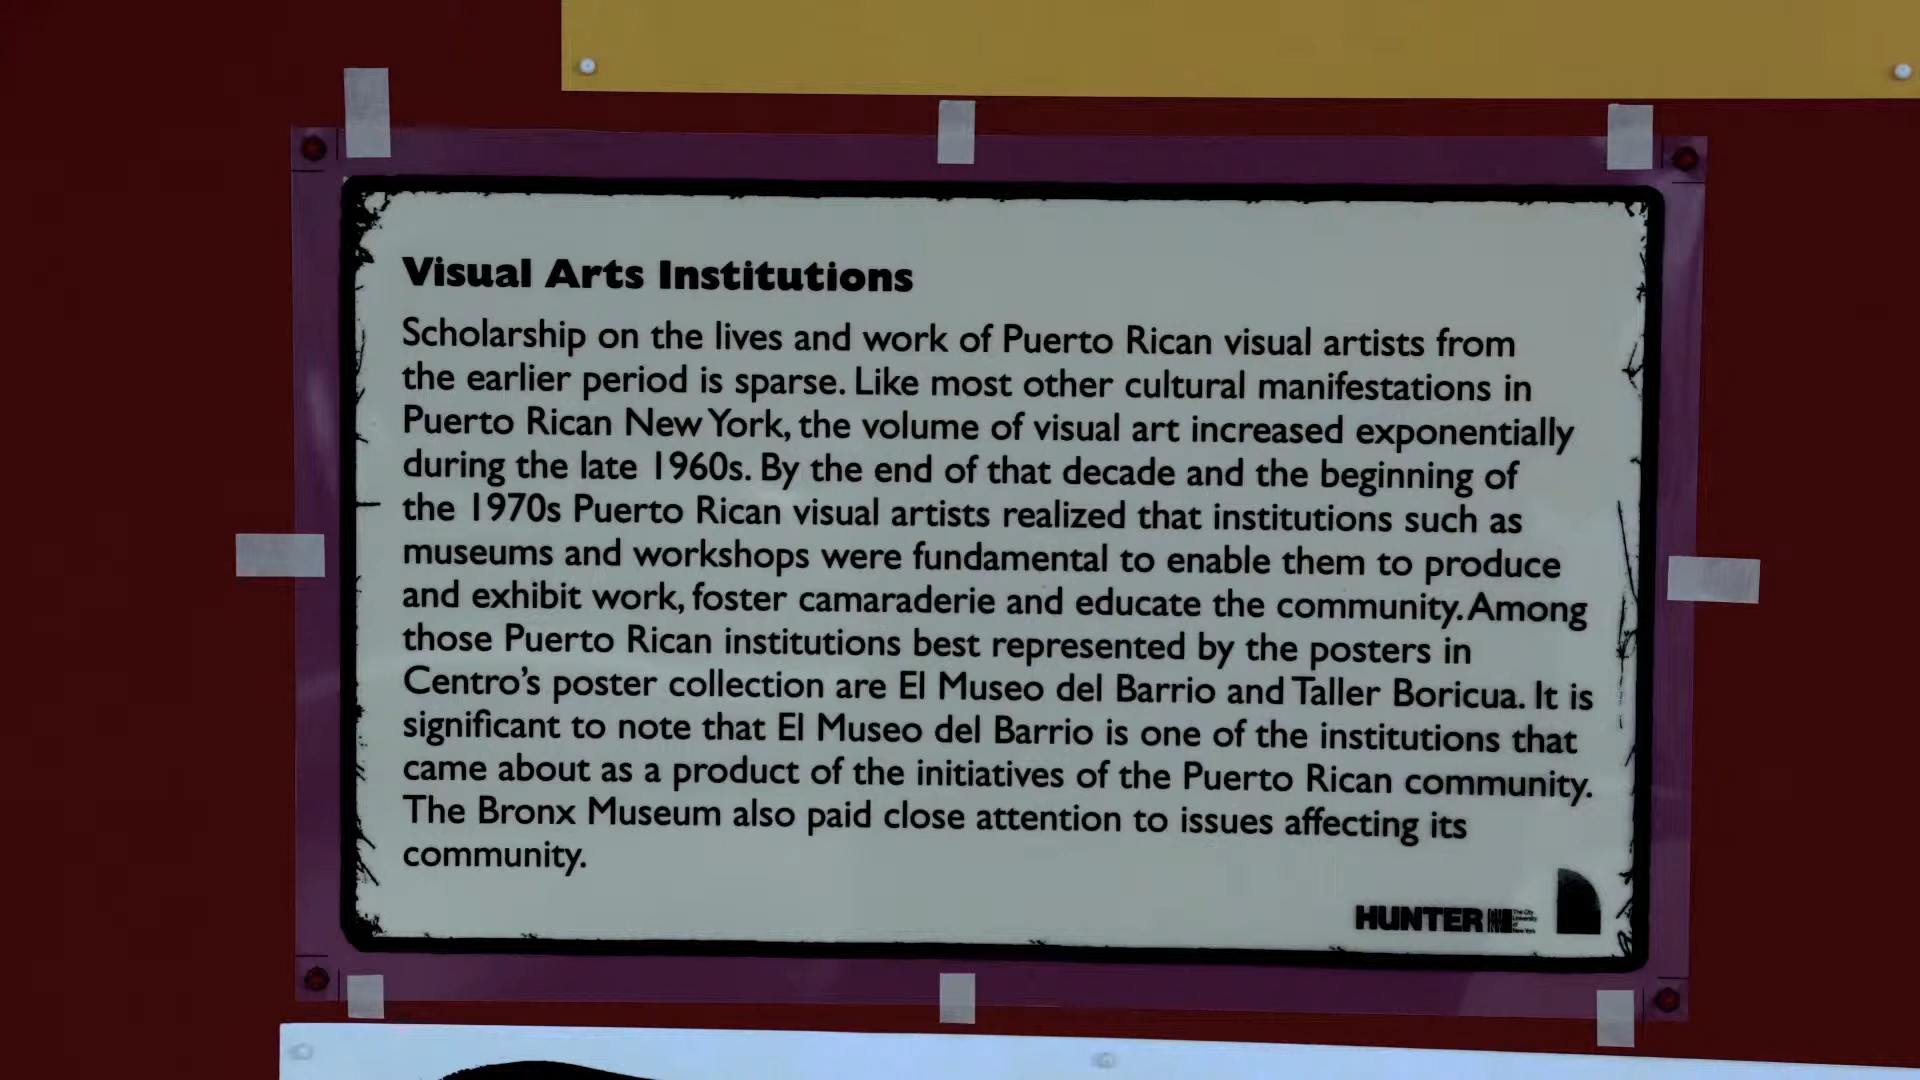 Visual Arts Institutions
Scholarship on the lives and work of Puerto Rican visual artists from
the earlier period is sparse. Like most other cultural manifestations in
Puerto Rican New York, the volume of visual art increased exponentially
during the late 1960s. By the end of that decade and the beginning of
the 1970s Puerto Rican visual artists realized that institutions such as
museums and workshops were fundamental to enable them to produce
and exhibit work, foster camaraderie and educate the community. Among
those Puerto Rican institutions best represented by the posters in
Centro's poster collection are El Museo del Barrio and Taller Boricua. It is
significant to note that El Museo del Barrio is one of the institutions that
came about as a product of the initiatives of the Puerto Rican community.
The Bronx Museum also paid close attention to issues affecting its
community.
HUNTER
The City
University
of
New York